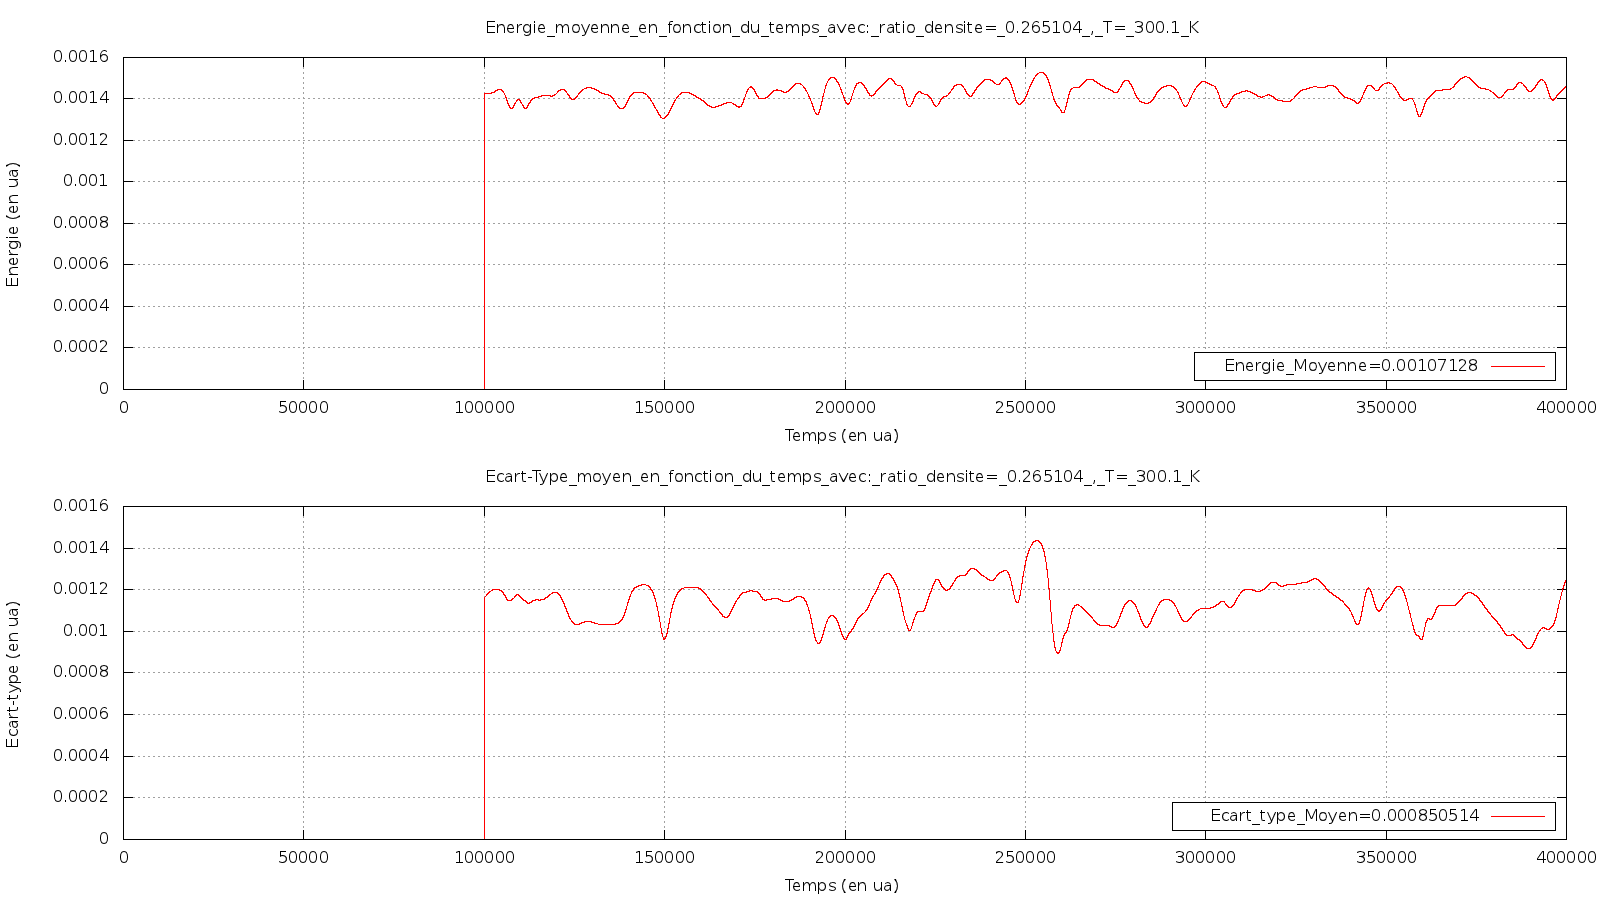 Energie_moyenne_en_fonction_du_temps_avec:_ratio_densite=_0.265104_,_T=_300.1_K
0.0016
0.0014
0.0012
0.001
0.0008
0.0006
0.0004
0.0002
0
Energie (en ua)
Energie_Moyenne=0.00107128
0 50000 100000 150000 200000 250000 300000 350000 400000
Temps (en ua)
Ecart-Type_moyen_en_fonction_du_temps_avec:_ratio_densite=_0.265104_,_T=_300.1_K
0.0016
0.0014
0.0012
0.001
0.0008
0.0006
0.0004
0.0002
0
Ecart-type (en ua)
Ecart_type_Moyen=0.000850514
0 50000 100000 150000 200000 250000 300000 350000 400000
Temps (en ua)